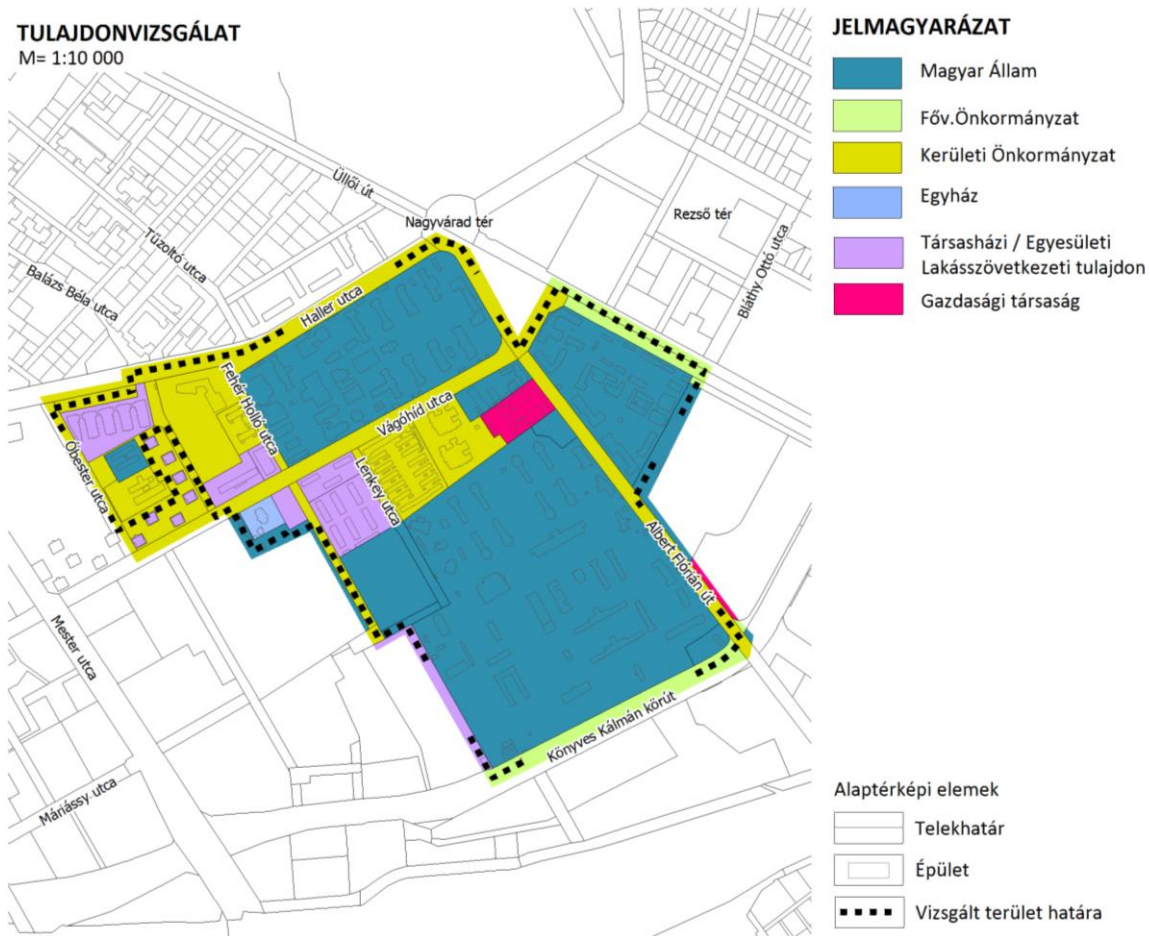 TULAJDONVIZSGÁLAT
M= 1:10 000
Üllői út
Nagyvárad tér
Rezső tér
Bláthy Ottó utca
Tűzoltó utca
Balázs Béla utca
Haller utca
Fehér Holló utca
Vágóhíd utca
Óbester utca
Lenkey utca
Albert Flórián út
Mester utca
Könyves Kálmán körút
Máriássy utca
JELMAGYARÁZAT
Magyar Állam
Főv.Önkormányzat
Kerületi Önkormányzat
Egyház
Társasházi / Egyesületi
Lakásszövetkezeti tulajdon
Gazdasági társaság
Alaptérképi elemek
Telekhatár
Épület
Vizsgált terület határa